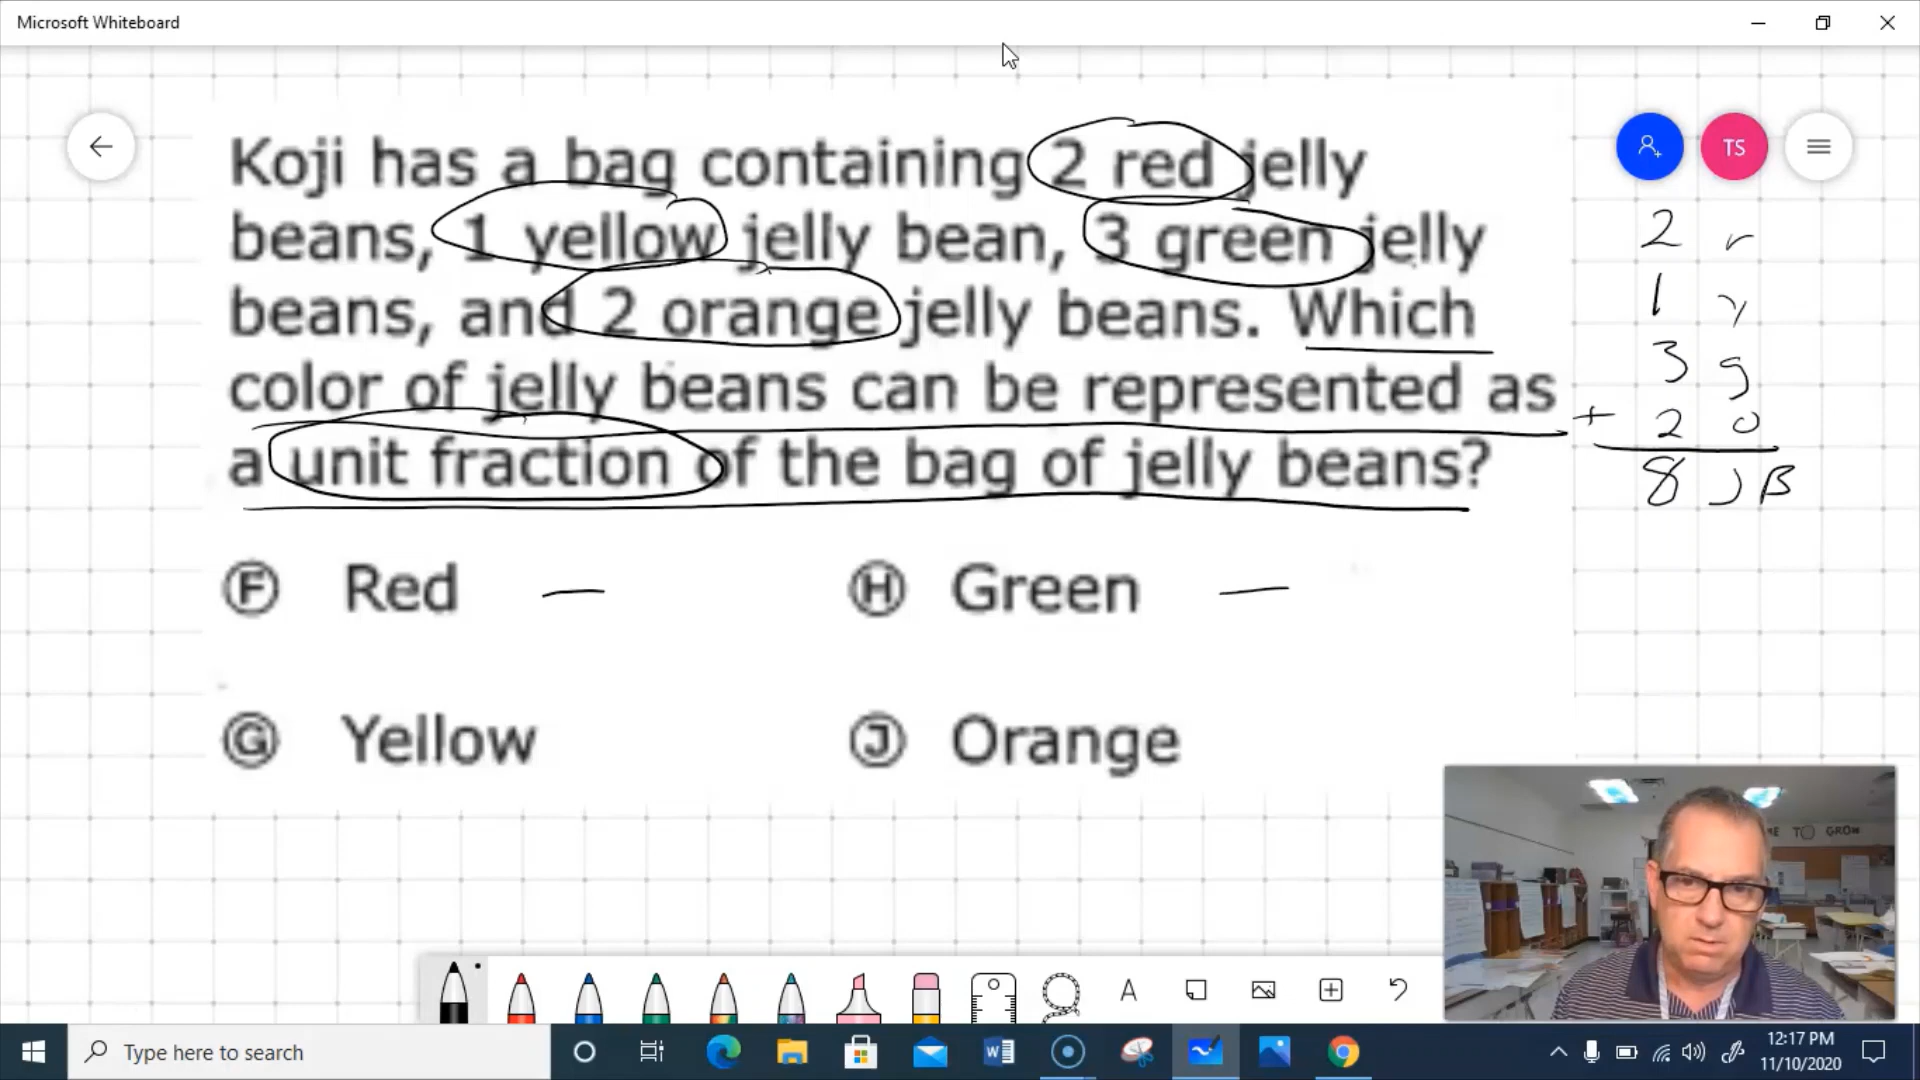 Microsoft Whiteboard
Koji has a bag containing 2 red jelly
beans, 1 yellow jelly bean, 3 green jelly
beans, and 2 orange jelly beans. Which
color of jelly beans can be represented as
a unit fraction of the bag of jelly beans?
TS
2 r
1 y
3 g
+ 2 o
8 JB
F Red
H Green
G Yellow
J Orange
TO GROW
A
Type here to search
12:17 PM
11/10/2020